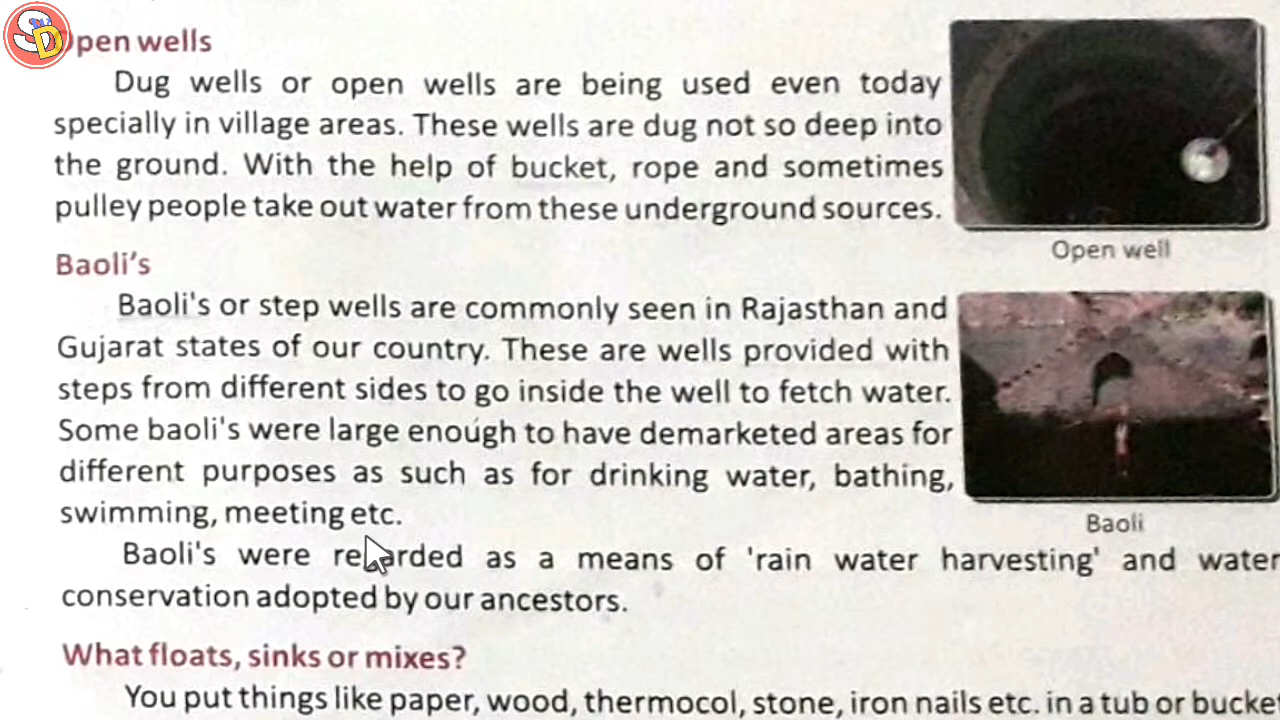 SD
Open wells
Dug wells or open wells are being used even today
specially in village areas. These wells are dug not so deep into
the ground. With the help of bucket, rope and sometimes
pulley people take out water from these underground sources.
Open well
Baoli's
Baoli's or step wells are commonly seen in Rajasthan and
Gujarat states of our country. These are wells provided with
steps from different sides to go inside the well to fetch water.
Some baoli's were large enough to have demarketed areas for
different purposes as such as for drinking water, bathing,
swimming, meeting etc.
Baoli
Baoli's were regarded as a means of 'rain water harvesting' and water
conservation adopted by our ancestors.
What floats, sinks or mixes?
You put things like paper, wood, thermocol, stone, iron nails etc. in a tub or bucket